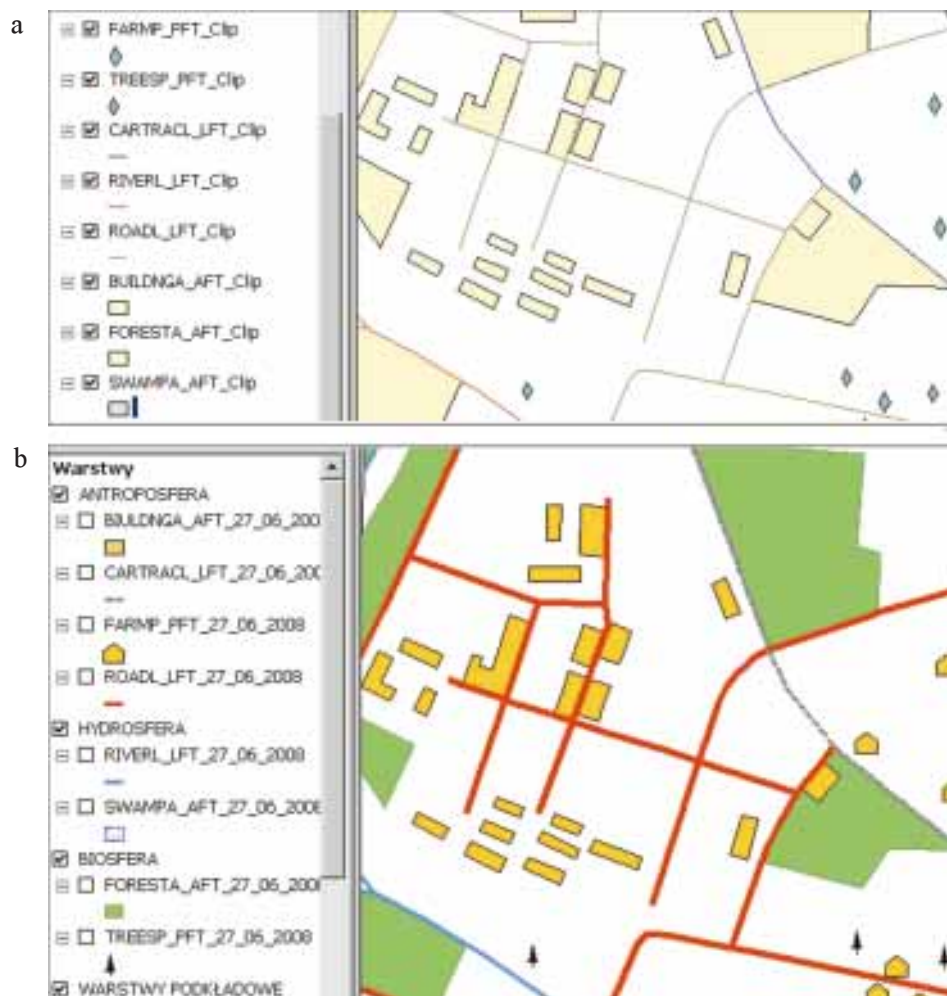 a
FARMP_PFT_Clip
TREESP_PFT_Clip
CARTRACL_LFT_Clip
RIVERL_LFT_Clip
ROADL_LFT_Clip
BUILDNGA_AFT_Clip
FORESTA_AFT_Clip
SWAMPA_AFT_Clip
b
Warstwy
ANTROPOSFERA
BUILDNGA_AFT_27_06_200
CARTRACL_LFT_27_06_200
FARMP_PFT_27_06_2008
ROADL_LFT_27_06_2008
HYDROSFERA
RIVERL_LFT_27_06_2008
SWAMPA_AFT_27_06_2008
BIOSFERA
FORESTA_AFT_27_06_200
TREESP_PFT_27_06_2008
WARSTWY PODKŁADOWE